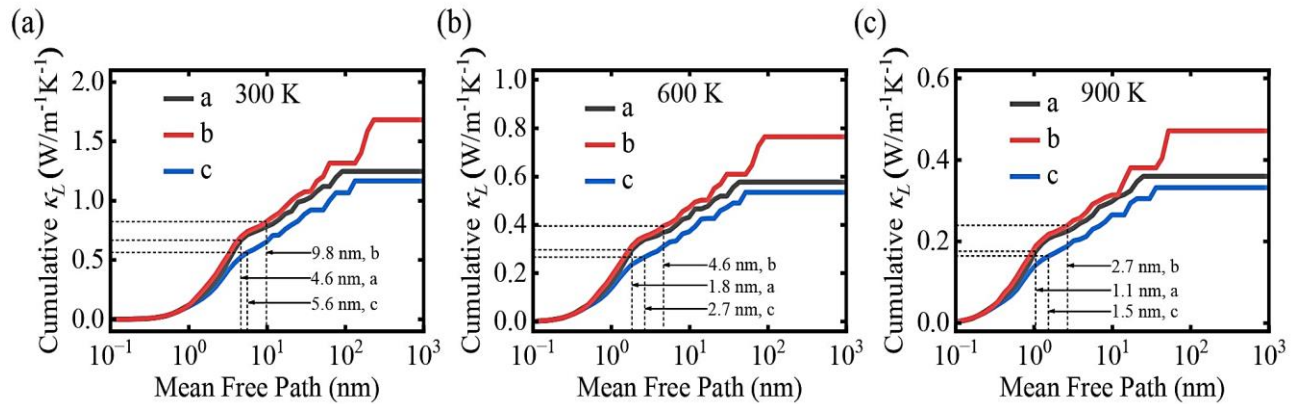 (a)
Cumulative κL (W/m⁻¹K⁻¹)
2.0
1.5
1.0
0.5
0.0
300 K
a
b
c
9.8 nm, b
4.6 nm, a
5.6 nm, c
10⁻¹ 10⁰ 10¹ 10² 10³
Mean Free Path (nm)
(b)
Cumulative κL (W/m⁻¹K⁻¹)
1.0
0.8
0.6
0.4
0.2
0.0
600 K
a
b
c
4.6 nm, b
1.8 nm, a
2.7 nm, c
10⁻¹ 10⁰ 10¹ 10² 10³
Mean Free Path (nm)
(c)
Cumulative κL (W/m⁻¹K⁻¹)
0.6
0.4
0.2
0.0
900 K
a
b
c
2.7 nm, b
1.1 nm, a
1.5 nm, c
10⁻¹ 10⁰ 10¹ 10² 10³
Mean Free Path (nm)